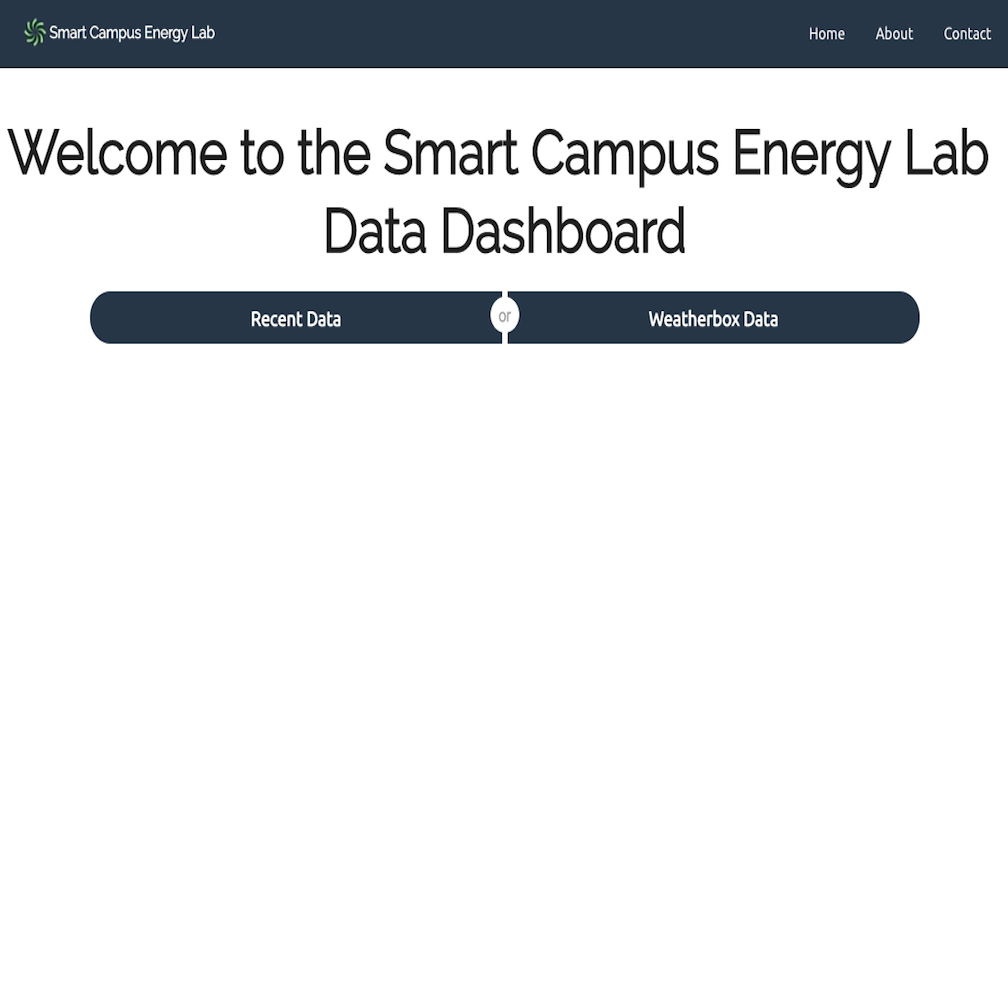 Smart Campus Energy Lab
Home About Contact
Welcome to the Smart Campus Energy Lab
Data Dashboard
Recent Data or Weatherbox Data